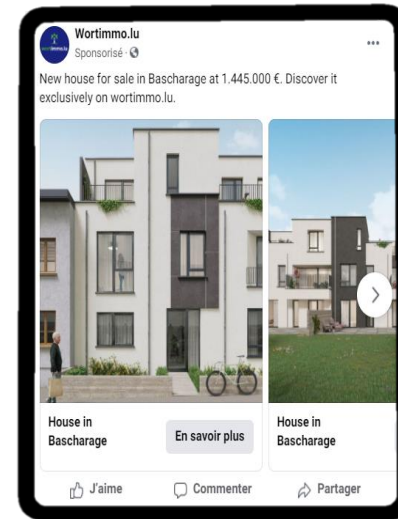 Wortimmo.lu
Sponsorisé ·
New house for sale in Bascharage at 1.445.000 €. Discover it
exclusively on wortimmo.lu.
House in
Bascharage
En savoir plus
House in
Bascharage
J'aime
Commenter
Partager